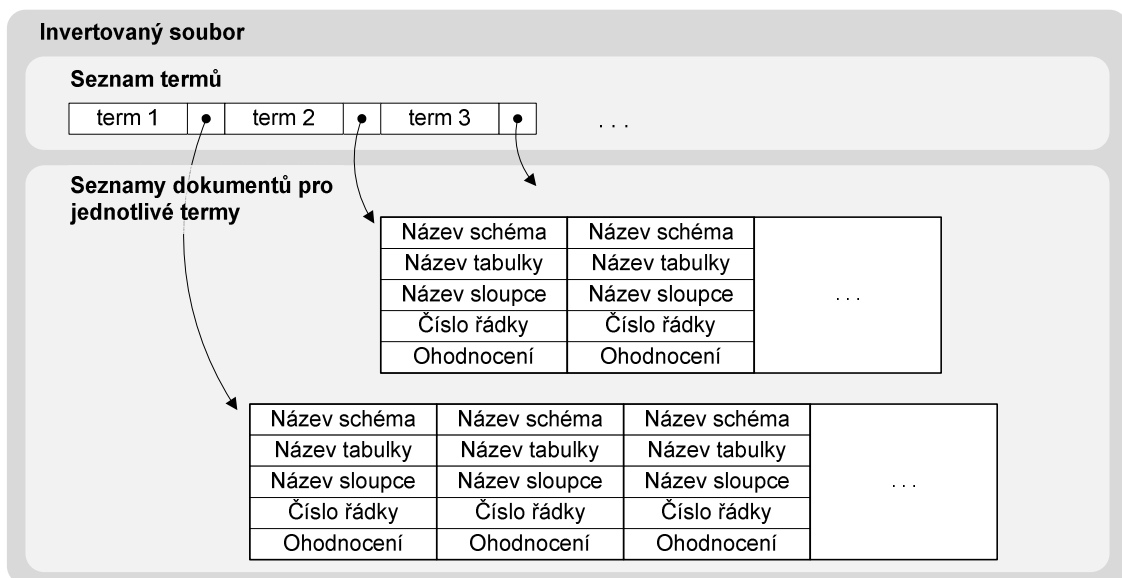 Invertovaný soubor
Seznam termů
term 1 term 2 term 3 . . .
Seznamy dokumentů pro
jednotlivé termy
Název schéma Název schéma
Název tabulky Název tabulky
Název sloupce Název sloupce . . .
Číslo řádky Číslo řádky
Ohodnocení Ohodnocení
Název schéma Název schéma Název schéma
Název tabulky Název tabulky Název tabulky
Název sloupce Název sloupce Název sloupce . . .
Číslo řádky Číslo řádky Číslo řádky
Ohodnocení Ohodnocení Ohodnocení